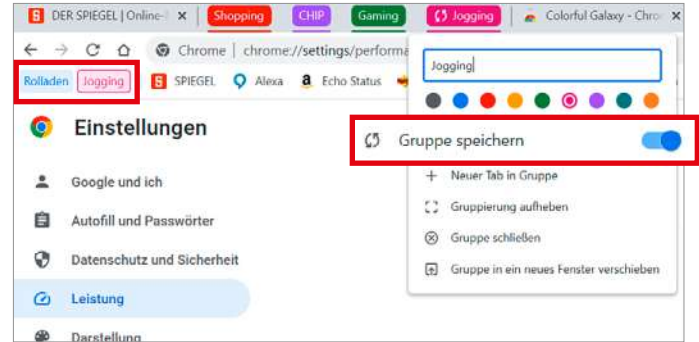 DER SPIEGEL | Online- Shopping CHIP Gaming Jogging Colorful Galaxy - Chro
Chrome | chrome://settings/performa
Rolladen Jogging SPIEGEL Alexa Echo Status
Jogging
Einstellungen
Gruppe speichern
Google und ich
Neuer Tab in Gruppe
Autofill und Passwörter
Gruppierung aufheben
Datenschutz und Sicherheit
Gruppe schließen
Leistung
Gruppe in ein neues Fenster verschieben
Darstellung